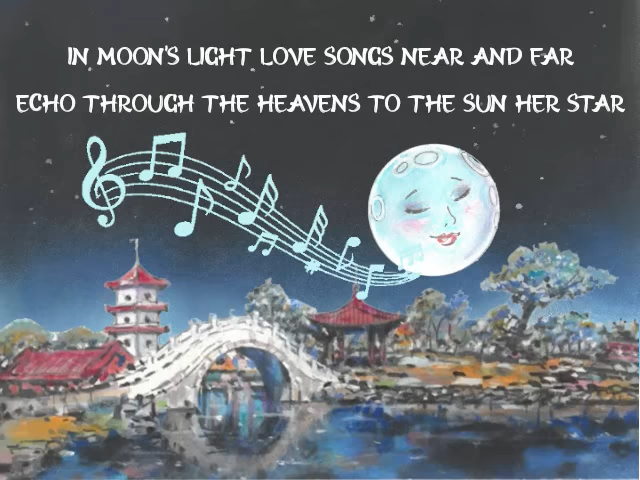 IN MOON'S LIGHT LOVE SONGS NEAR AND FAR
ECHO THROUGH THE HEAVENS TO THE SUN HER STAR